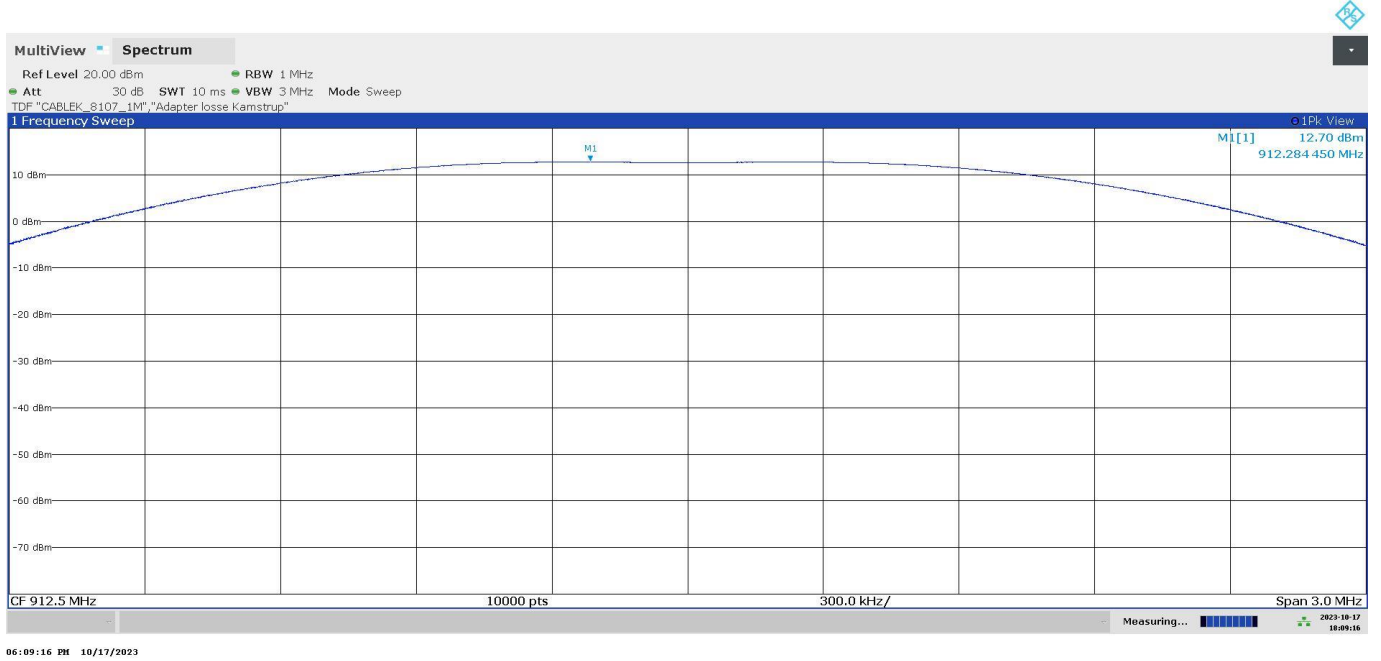 R&S
MultiView Spectrum
Ref Level 20.00 dBm RBW 1 MHz
Att 30 dB SWT 10 ms VBW 3 MHz Mode Sweep
TDF "CABLEK_8107_1M","Adapter losse Kamstrup"
1 Frequency Sweep 1Pk View
M1[1] 12.70 dBm
912.284 450 MHz
M1
10 dBm
0 dBm
-10 dBm
-20 dBm
-30 dBm
-40 dBm
-50 dBm
-60 dBm
-70 dBm
CF 912.5 MHz 10000 pts 300.0 kHz/ Span 3.0 MHz
Measuring... 2023-10-17
18:09:16
06:09:16 PM 10/17/2023